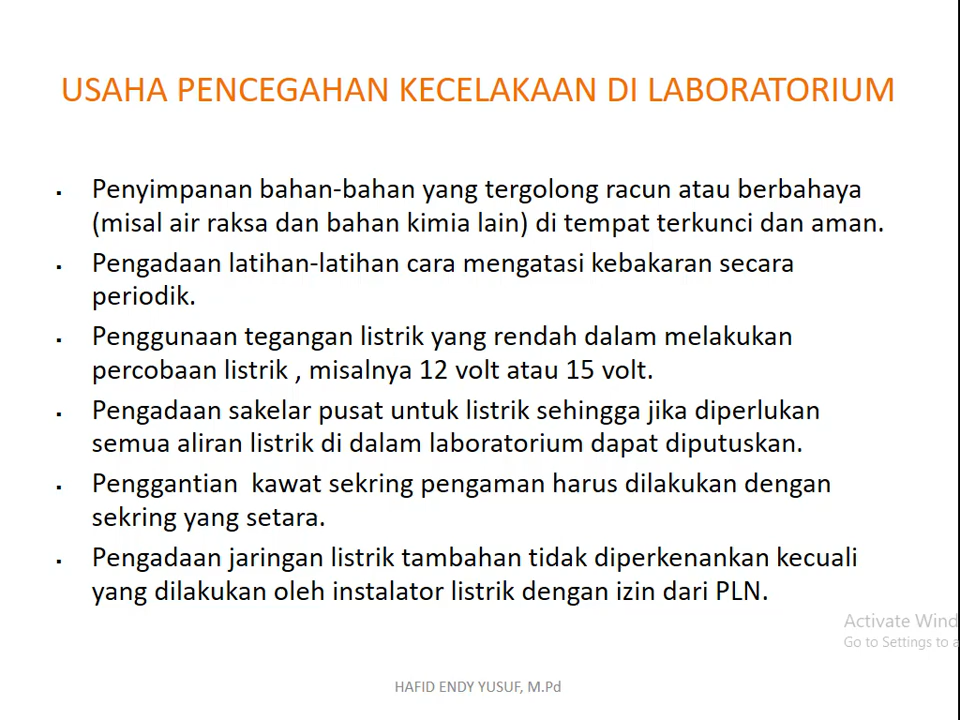 USAHA PENCEGAHAN KECELAKAAN DI LABORATORIUM
▪ Penyimpanan bahan-bahan yang tergolong racun atau berbahaya
(misal air raksa dan bahan kimia lain) di tempat terkunci dan aman.
▪ Pengadaan latihan-latihan cara mengatasi kebakaran secara
periodik.
▪ Penggunaan tegangan listrik yang rendah dalam melakukan
percobaan listrik , misalnya 12 volt atau 15 volt.
▪ Pengadaan sakelar pusat untuk listrik sehingga jika diperlukan
semua aliran listrik di dalam laboratorium dapat diputuskan.
▪ Penggantian  kawat sekring pengaman harus dilakukan dengan
sekring yang setara.
▪ Pengadaan jaringan listrik tambahan tidak diperkenankan kecuali
yang dilakukan oleh instalator listrik dengan izin dari PLN.
Activate Wind
Go to Settings to a
HAFID ENDY YUSUF, M.Pd